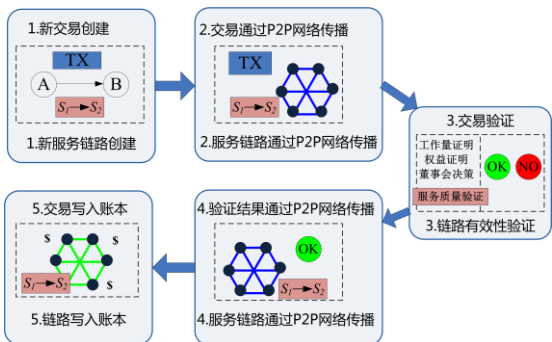 1.新交易创建
TX
A
B
S1→S2
1.新服务链路创建
2.交易通过P2P网络传播
TX
S1→S2
2.服务链路通过P2P网络传播
3.交易验证
工作量证明
权益证明
董事会决策
OK
NO
服务质量验证
3.链路有效性验证
4.验证结果通过P2P网络传播
OK
S1→S2
4.服务链路通过P2P网络传播
5.交易写入账本
$
$
$
S1→S2
5.链路写入账本